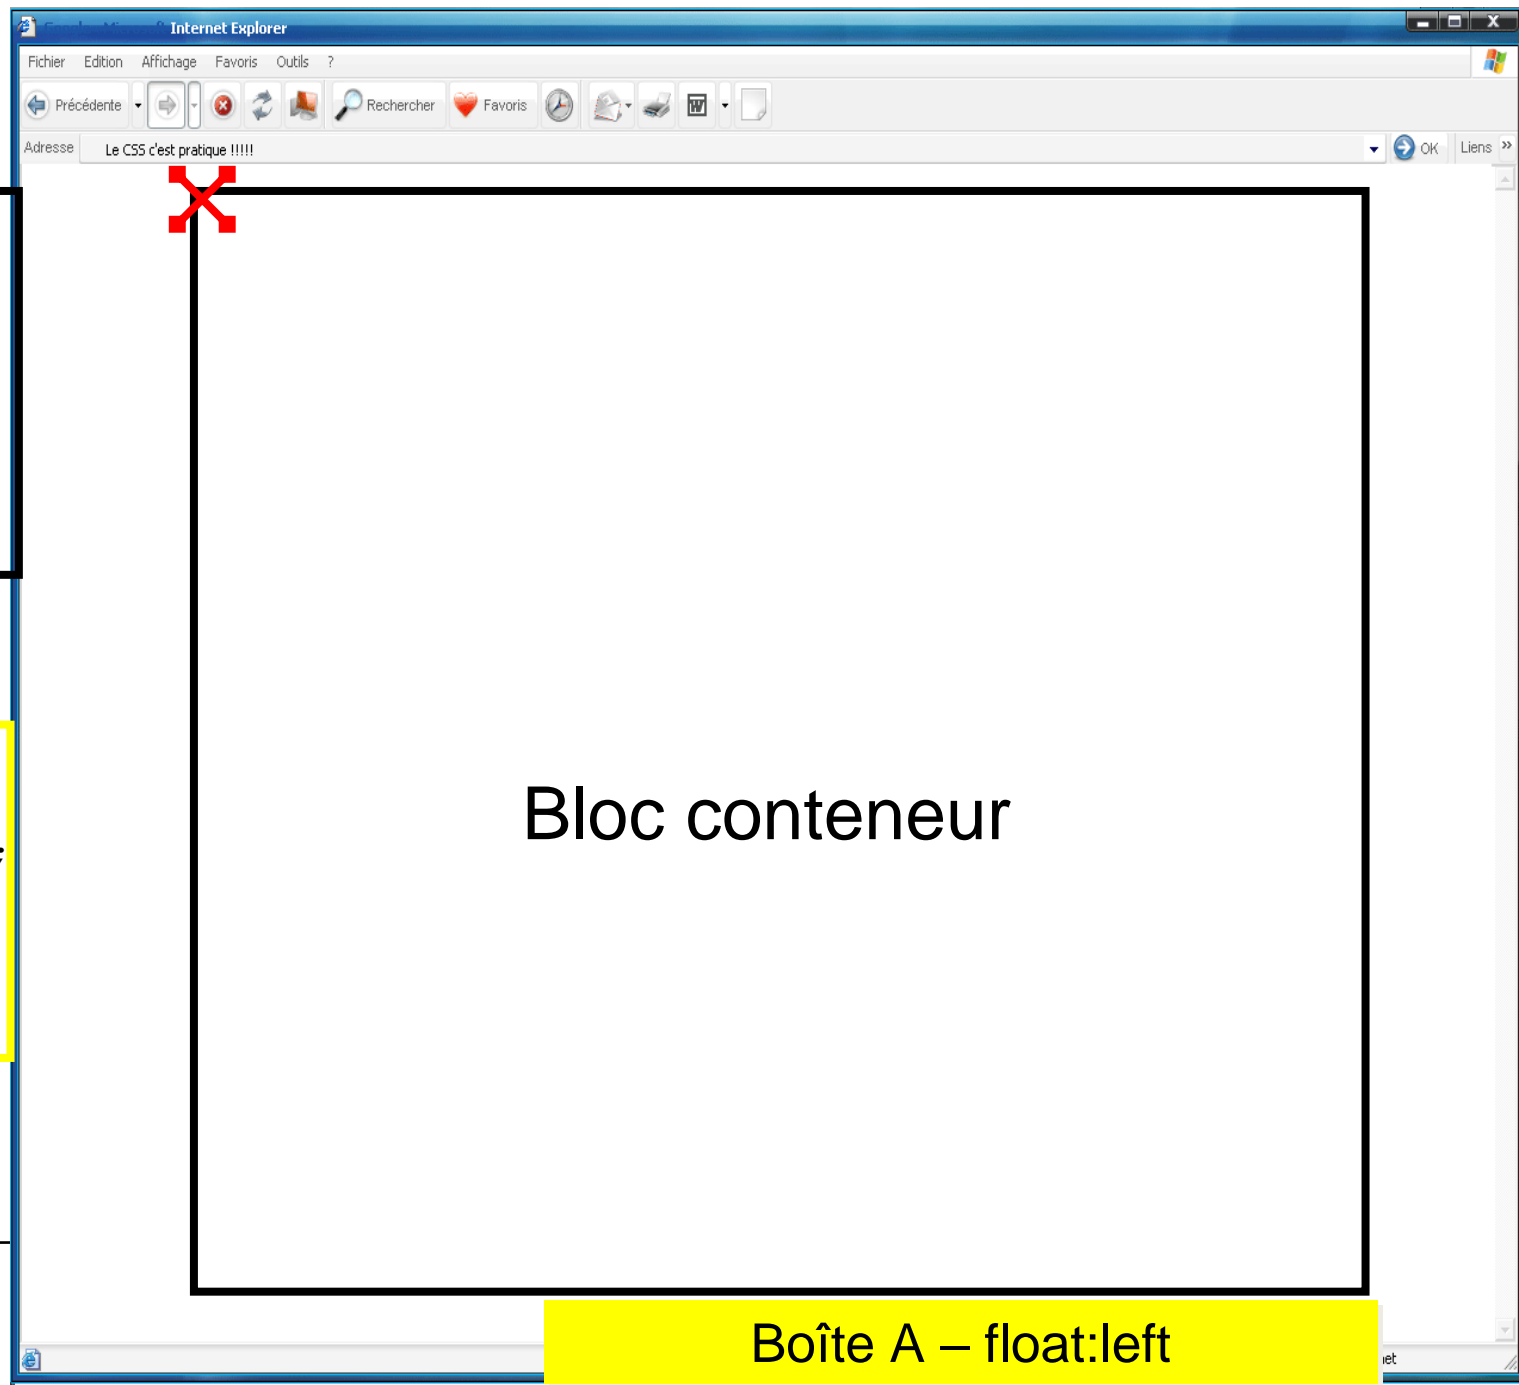 Internet Explorer
Fichier Edition Affichage Favoris Outils ?
Précédente Rechercher Favoris
Adresse Le CSS c'est pratique !!!!! OK Liens »
Bloc conteneur
;
Boîte A – float:left
et